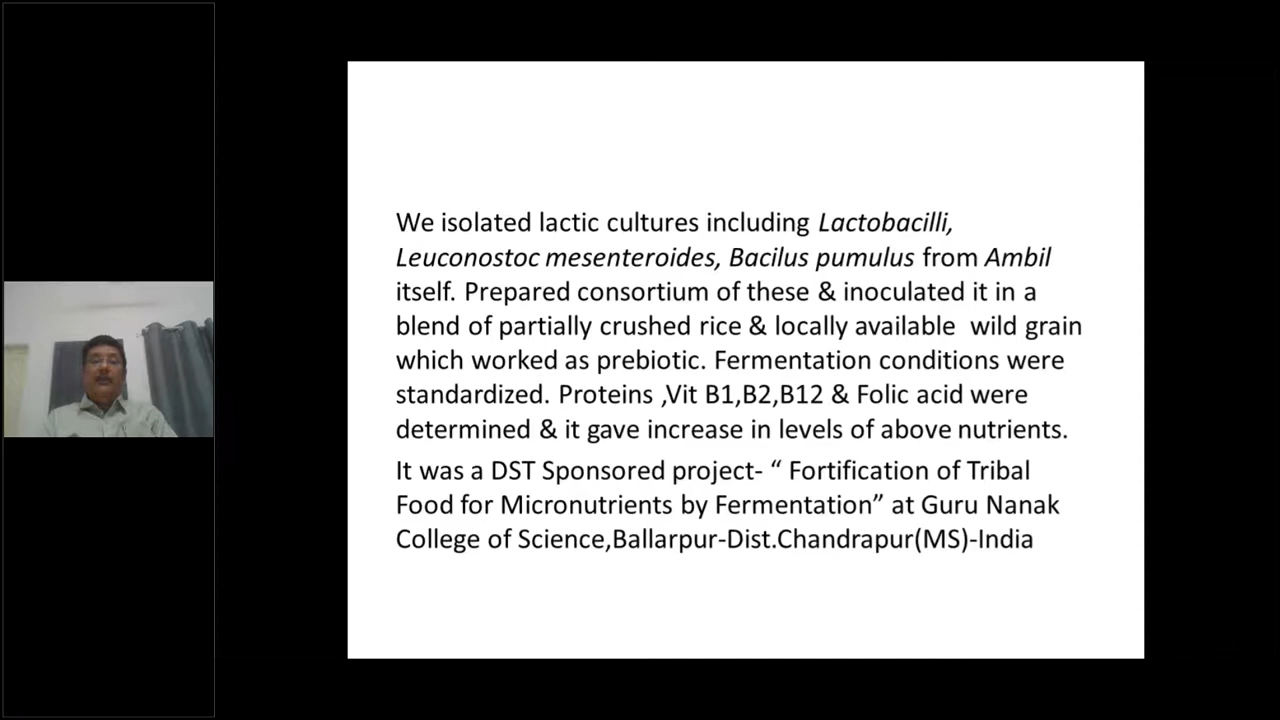 We isolated lactic cultures including Lactobacilli,
Leuconostoc mesenteroides, Bacilus pumulus from Ambil
itself. Prepared consortium of these & inoculated it in a
blend of partially crushed rice & locally available  wild grain
which worked as prebiotic. Fermentation conditions were
standardized. Proteins ,Vit B1,B2,B12 & Folic acid were
determined & it gave increase in levels of above nutrients.
It was a DST Sponsored project- “ Fortification of Tribal
Food for Micronutrients by Fermentation” at Guru Nanak
College of Science,Ballarpur-Dist.Chandrapur(MS)-India